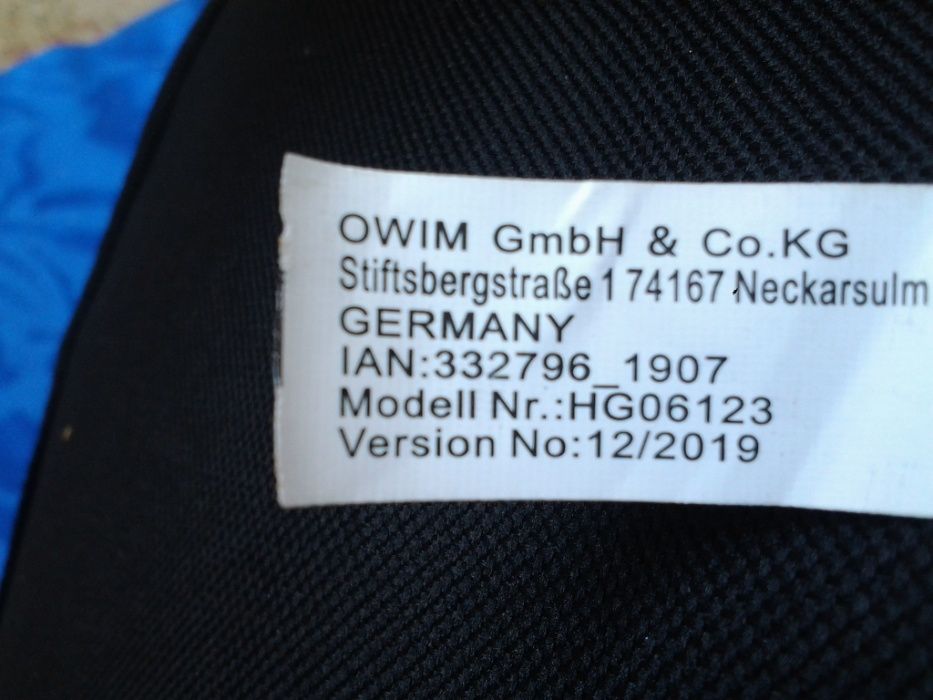 OWIM GmbH & Co.KG
Stiftsbergstraße 1 74167 Neckarsulm
GERMANY
IAN:332796_1907
Modell Nr.:HG06123
Version No:12/2019